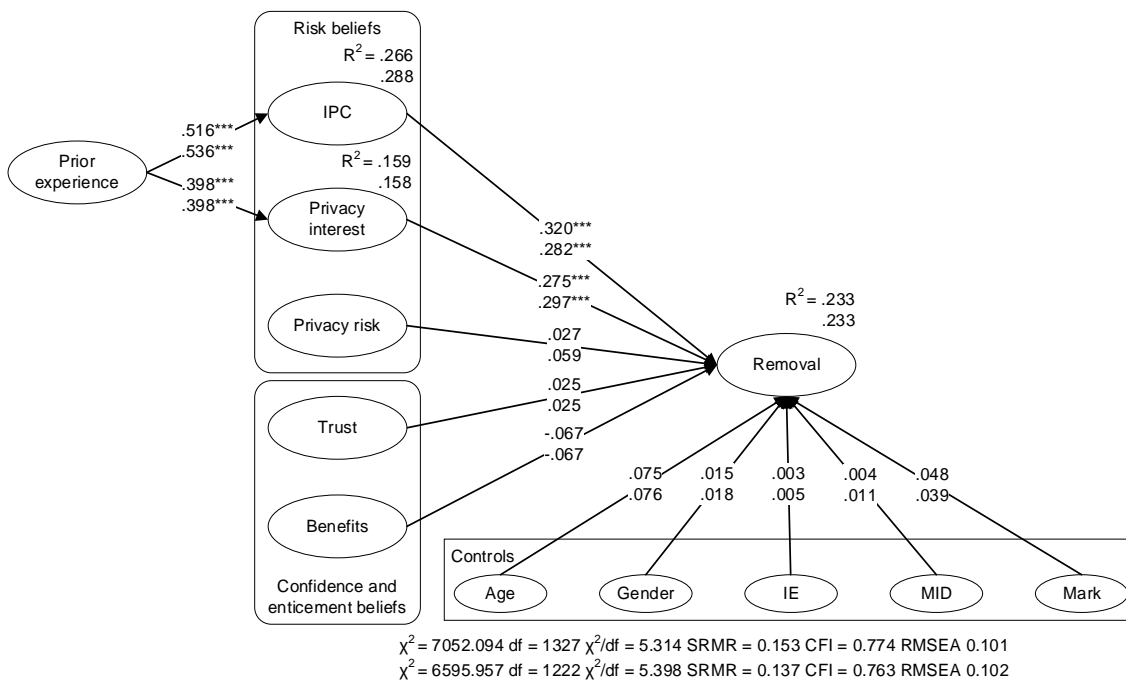 Risk beliefs
R² = .266
.288
IPC
.516***
.536***
Prior
experience
.398***
.398***
R² = .159
.158
Privacy
interest
.320***
.282***
.275***
.297***
Privacy risk
.027
.059
R² = .233
.233
Removal
Trust
.025
.025
-.067
-.067
Benefits
Confidence and
enticement beliefs
.075
.076
.015
.018
.003
.005
.004
.011
.048
.039
Controls
Age
Gender
IE
MID
Mark
χ² = 7052.094 df = 1327 χ²/df = 5.314 SRMR = 0.153 CFI = 0.774 RMSEA 0.101
χ² = 6595.957 df = 1222 χ²/df = 5.398 SRMR = 0.137 CFI = 0.763 RMSEA 0.102